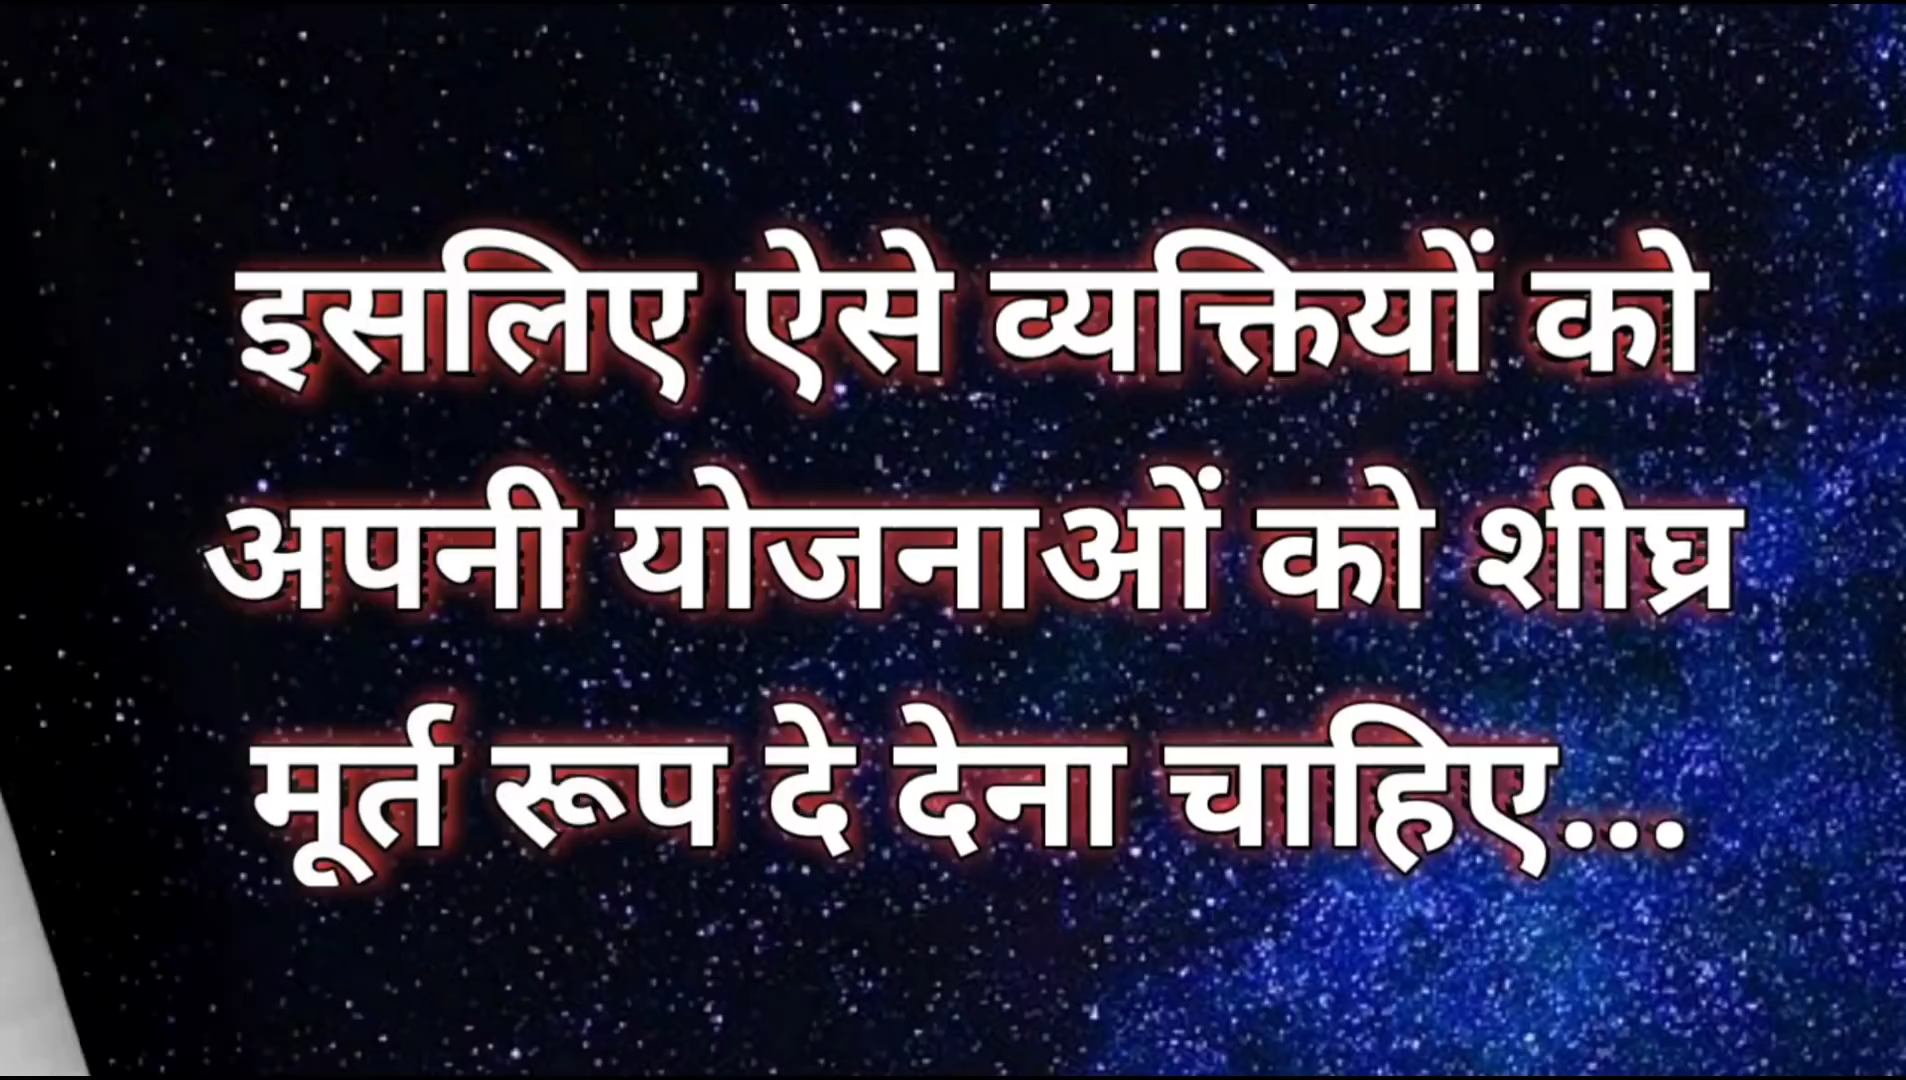 इसलिए ऐसे व्यक्तियों को
अपनी योजनाओं को शीघ्र
मूर्त रूप दे देना चाहिए...